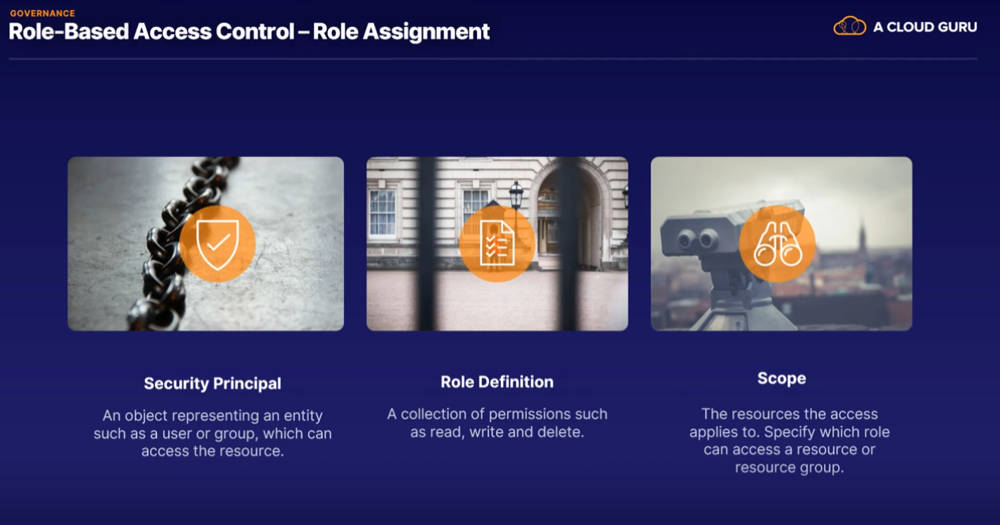 GOVERNANCE
Role-Based Access Control – Role Assignment
A CLOUD GURU
Security Principal
An object representing an entity
such as a user or group, which can
access the resource.
Role Definition
A collection of permissions such
as read, write and delete.
Scope
The resources the access
applies to. Specify which role
can access a resource or
resource group.